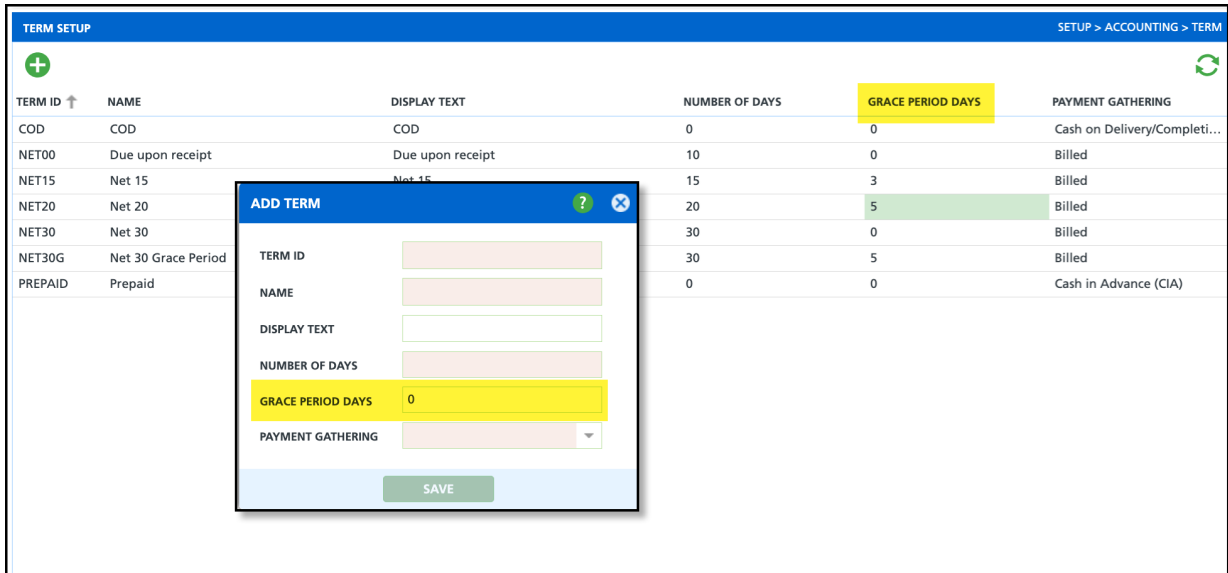 TERM SETUP SETUP > ACCOUNTING > TERM
TERM ID NAME DISPLAY TEXT NUMBER OF DAYS GRACE PERIOD DAYS PAYMENT GATHERING
COD COD COD 0 0 Cash on Delivery/Completi...
NET00 Due upon receipt Due upon receipt 10 0 Billed
NET15 Net 15 Net 15 15 3 Billed
NET20 Net 20 20 5 Billed
NET30 Net 30 30 0 Billed
NET30G Net 30 Grace Period 30 5 Billed
PREPAID Prepaid 0 0 Cash in Advance (CIA)
ADD TERM ?
TERM ID
NAME
DISPLAY TEXT
NUMBER OF DAYS
GRACE PERIOD DAYS 0
PAYMENT GATHERING
SAVE